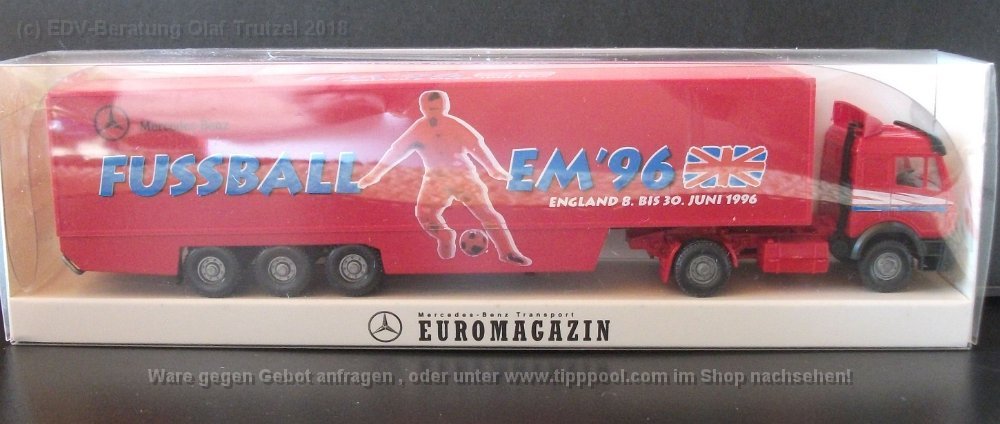 (c) EDV-Beratung Olaf Trutzel 2018
Mercedes-Benz
FUSSBALL EM'96
ENGLAND 8. BIS 30. JUNI 1996
Mercedes-Benz Transport
EUROMAGAZIN
Ware gegen Gebot anfragen , oder unter www.tipppool.com im Shop nachsehen!